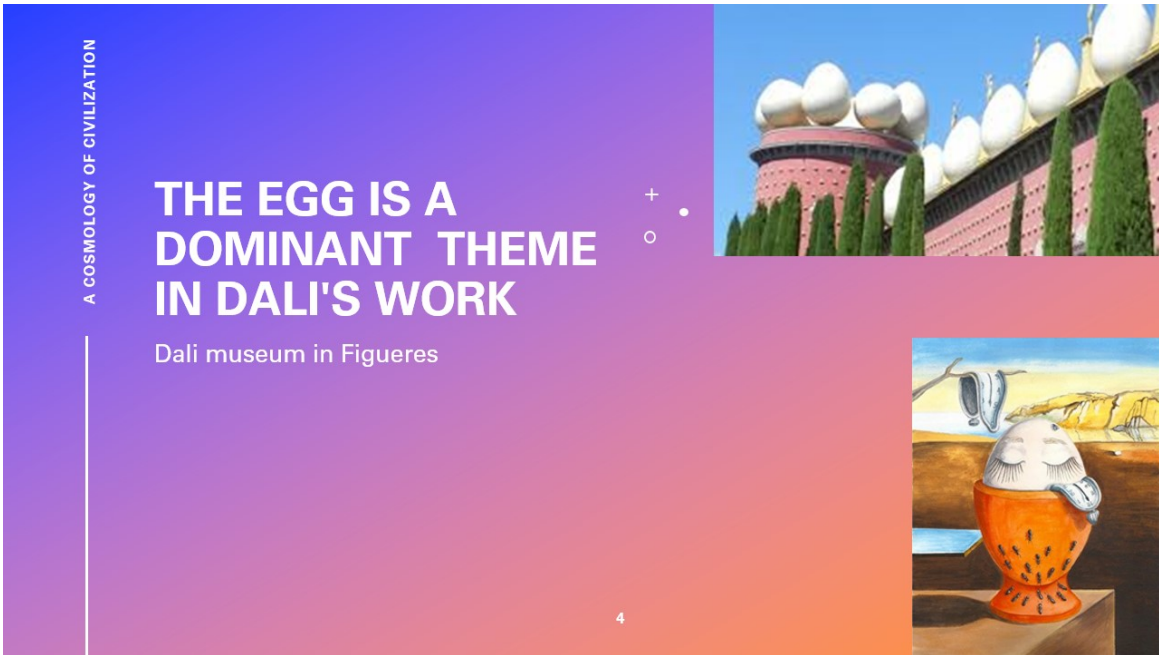 A COSMOLOGY OF CIVILIZATION
THE EGG IS A
DOMINANT  THEME
IN DALI'S WORK
Dali museum in Figueres
4